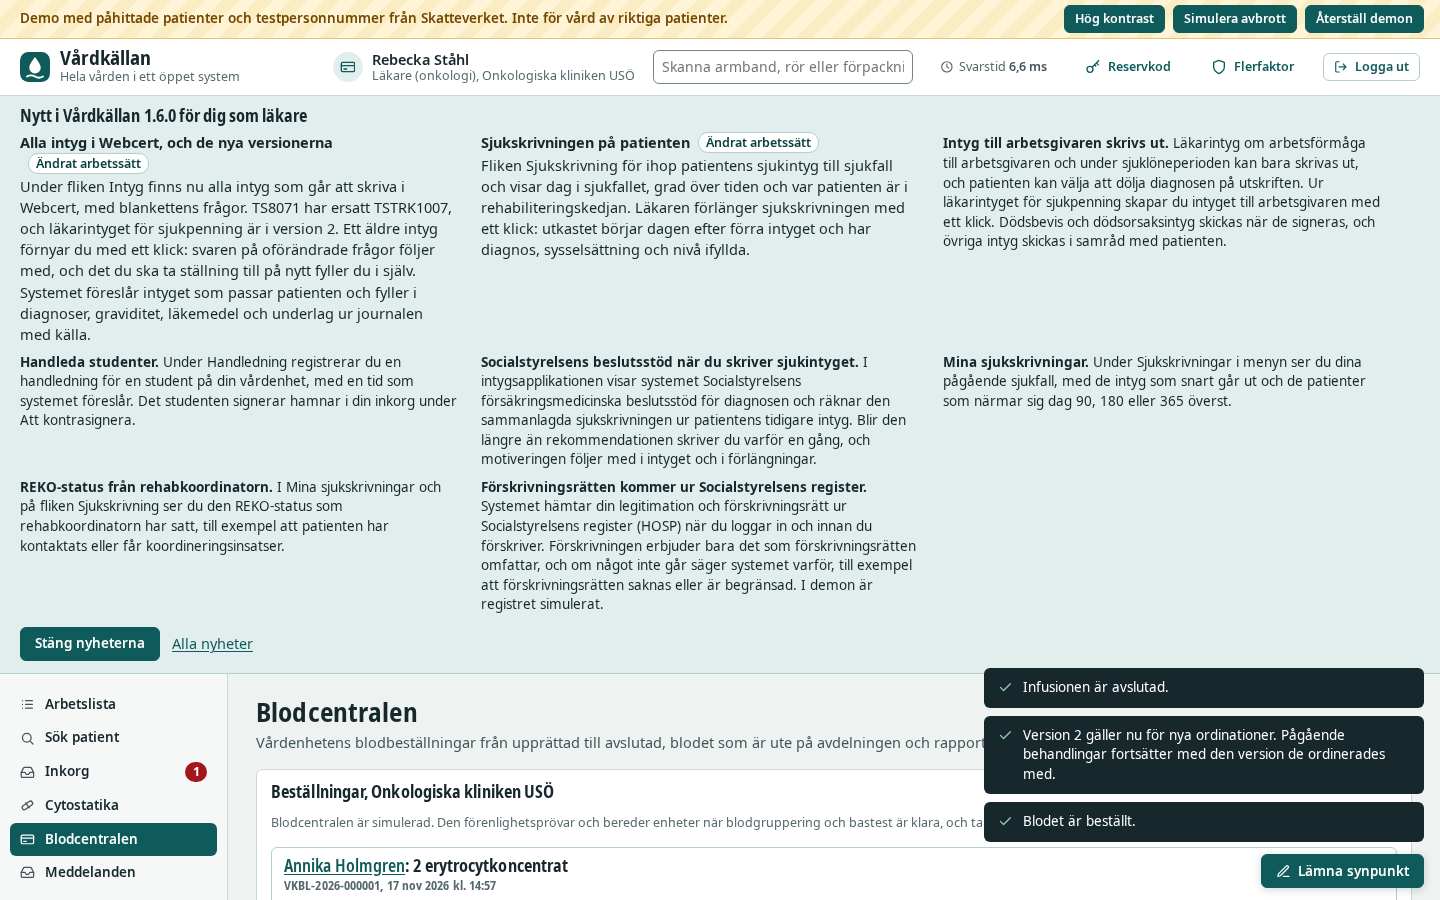 Demo med påhittade patienter och testpersonnummer från Skatteverket. Inte för vård av riktiga patienter.
Hög kontrast
Simulera avbrott
Återställ demon
Vårdkällan
Hela vården i ett öppet system
Rebecka Ståhl
Läkare (onkologi), Onkologiska kliniken USÖ
Skanna armband, rör eller förpackni
Svarstid 6,6 ms
Reservkod
Flerfaktor
Logga ut
Nytt i Vårdkällan 1.6.0 för dig som läkare
Alla intyg i Webcert, och de nya versionerna
Ändrat arbetssätt
Under fliken Intyg finns nu alla intyg som går att skriva i
Webcert, med blankettens frågor. TS8071 har ersatt TSTRK1007,
och läkarintyget för sjukpenning är i version 2. Ett äldre intyg
förnyar du med ett klick: svaren på oförändrade frågor följer
med, och det du ska ta ställning till på nytt fyller du i själv.
Systemet föreslår intyget som passar patienten och fyller i
diagnoser, graviditet, läkemedel och underlag ur journalen
med källa.
Sjukskrivningen på patienten
Ändrat arbetssätt
Fliken Sjukskrivning för ihop patientens sjukintyg till sjukfall
och visar dag i sjukfallet, grad över tiden och var patienten är i
rehabiliteringskedjan. Läkaren förlänger sjukskrivningen med
ett klick: utkastet börjar dagen efter förra intyget och har
diagnos, sysselsättning och nivå ifyllda.
Intyg till arbetsgivaren skrivs ut. Läkarintyg om arbetsförmåga
till arbetsgivaren och under sjuklöneperioden kan bara skrivas ut,
och patienten kan välja att dölja diagnosen på utskriften. Ur
läkarintyget för sjukpenning skapar du intyget till arbetsgivaren med
ett klick. Dödsbevis och dödsorsaksintyg skickas när de signeras, och
övriga intyg skickas i samråd med patienten.
Handleda studenter. Under Handledning registrerar du en
handledning för en student på din vårdenhet, med en tid som
systemet föreslår. Det studenten signerar hamnar i din inkorg under
Att kontrasignera.
Socialstyrelsens beslutsstöd när du skriver sjukintyget. I
intygsapplikationen visar systemet Socialstyrelsens
försäkringsmedicinska beslutsstöd för diagnosen och räknar den
sammanlagda sjukskrivningen ur patientens tidigare intyg. Blir den
längre än rekommendationen skriver du varför en gång, och
motiveringen följer med i intyget och i förlängningar.
Mina sjukskrivningar. Under Sjukskrivningar i menyn ser du dina
pågående sjukfall, med de intyg som snart går ut och de patienter
som närmar sig dag 90, 180 eller 365 överst.
REKO-status från rehabkoordinatorn. I Mina sjukskrivningar och
på fliken Sjukskrivning ser du den REKO-status som
rehabkoordinatorn har satt, till exempel att patienten har
kontaktats eller får koordineringsinsatser.
Förskrivningsrätten kommer ur Socialstyrelsens register.
Systemet hämtar din legitimation och förskrivningsrätt ur
Socialstyrelsens register (HOSP) när du loggar in och innan du
förskriver. Förskrivningen erbjuder bara det som förskrivningsrätten
omfattar, och om något inte går säger systemet varför, till exempel
att förskrivningsrätten saknas eller är begränsad. I demon är
registret simulerat.
Stäng nyheterna
Alla nyheter
Arbetslista
Sök patient
Inkorg
1
Cytostatika
Blodcentralen
Meddelanden
Blodcentralen
Vårdenhetens blodbeställningar från upprättad till avslutad, blodet som är ute på avdelningen och rapport
Beställningar, Onkologiska kliniken USÖ
Blodcentralen är simulerad. Den förenlighetsprövar och bereder enheter när blodgruppering och bastest är klara, och ta
Annika Holmgren: 2 erytrocytkoncentrat
VKBL-2026-000001, 17 nov 2026 kl. 14:57
Infusionen är avslutad.
Version 2 gäller nu för nya ordinationer. Pågående
behandlingar fortsätter med den version de ordinerades
med.
Blodet är beställt.
Lämna synpunkt